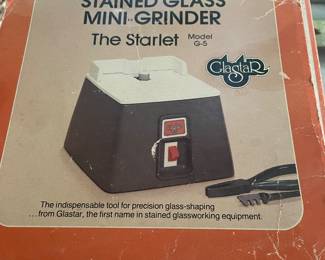 STAINED GLASS
MINI-GRINDER
The Starlet Model
G-5
GlaStaR
The indispensable tool for precision glass-shaping
...from Glastar, the first name in stained glassworking equipment.